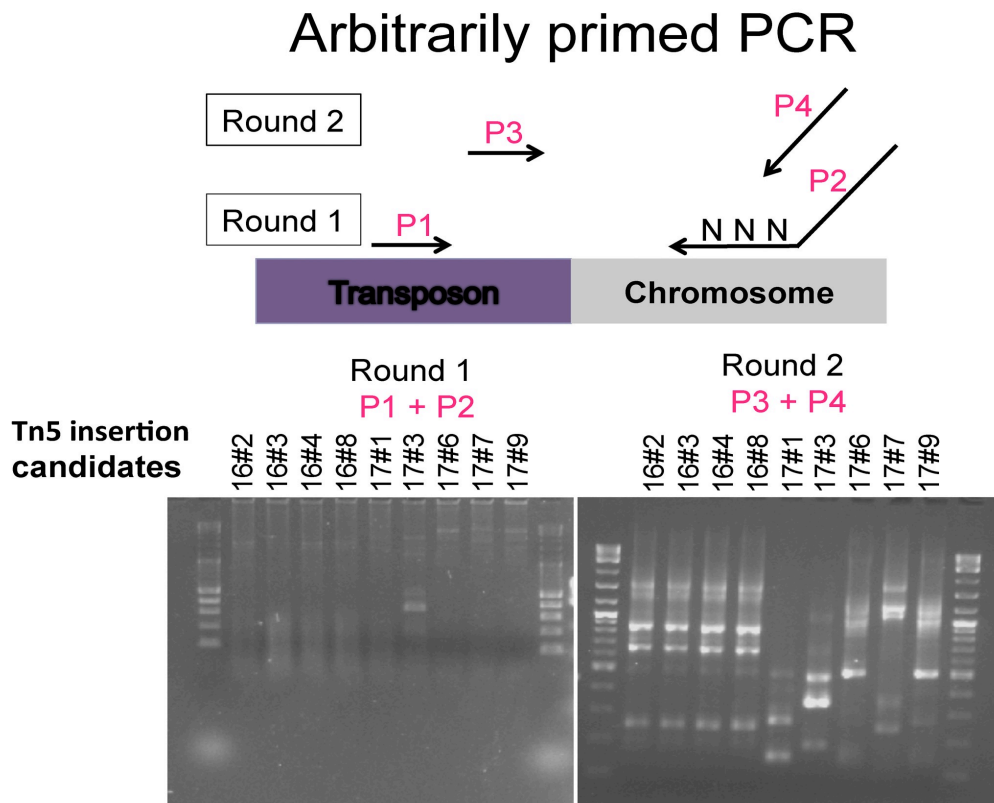 Arbitrarily primed PCR
Round 2
P3
P4
P2
Round 1
P1
N N N
Transposon
Chromosome
Round 1
P1 + P2
Round 2
P3 + P4
Tn5 insertion
candidates
16#2
16#3
16#4
16#8
17#1
17#3
17#6
17#7
17#9
16#2
16#3
16#4
16#8
17#1
17#3
17#6
17#7
17#9